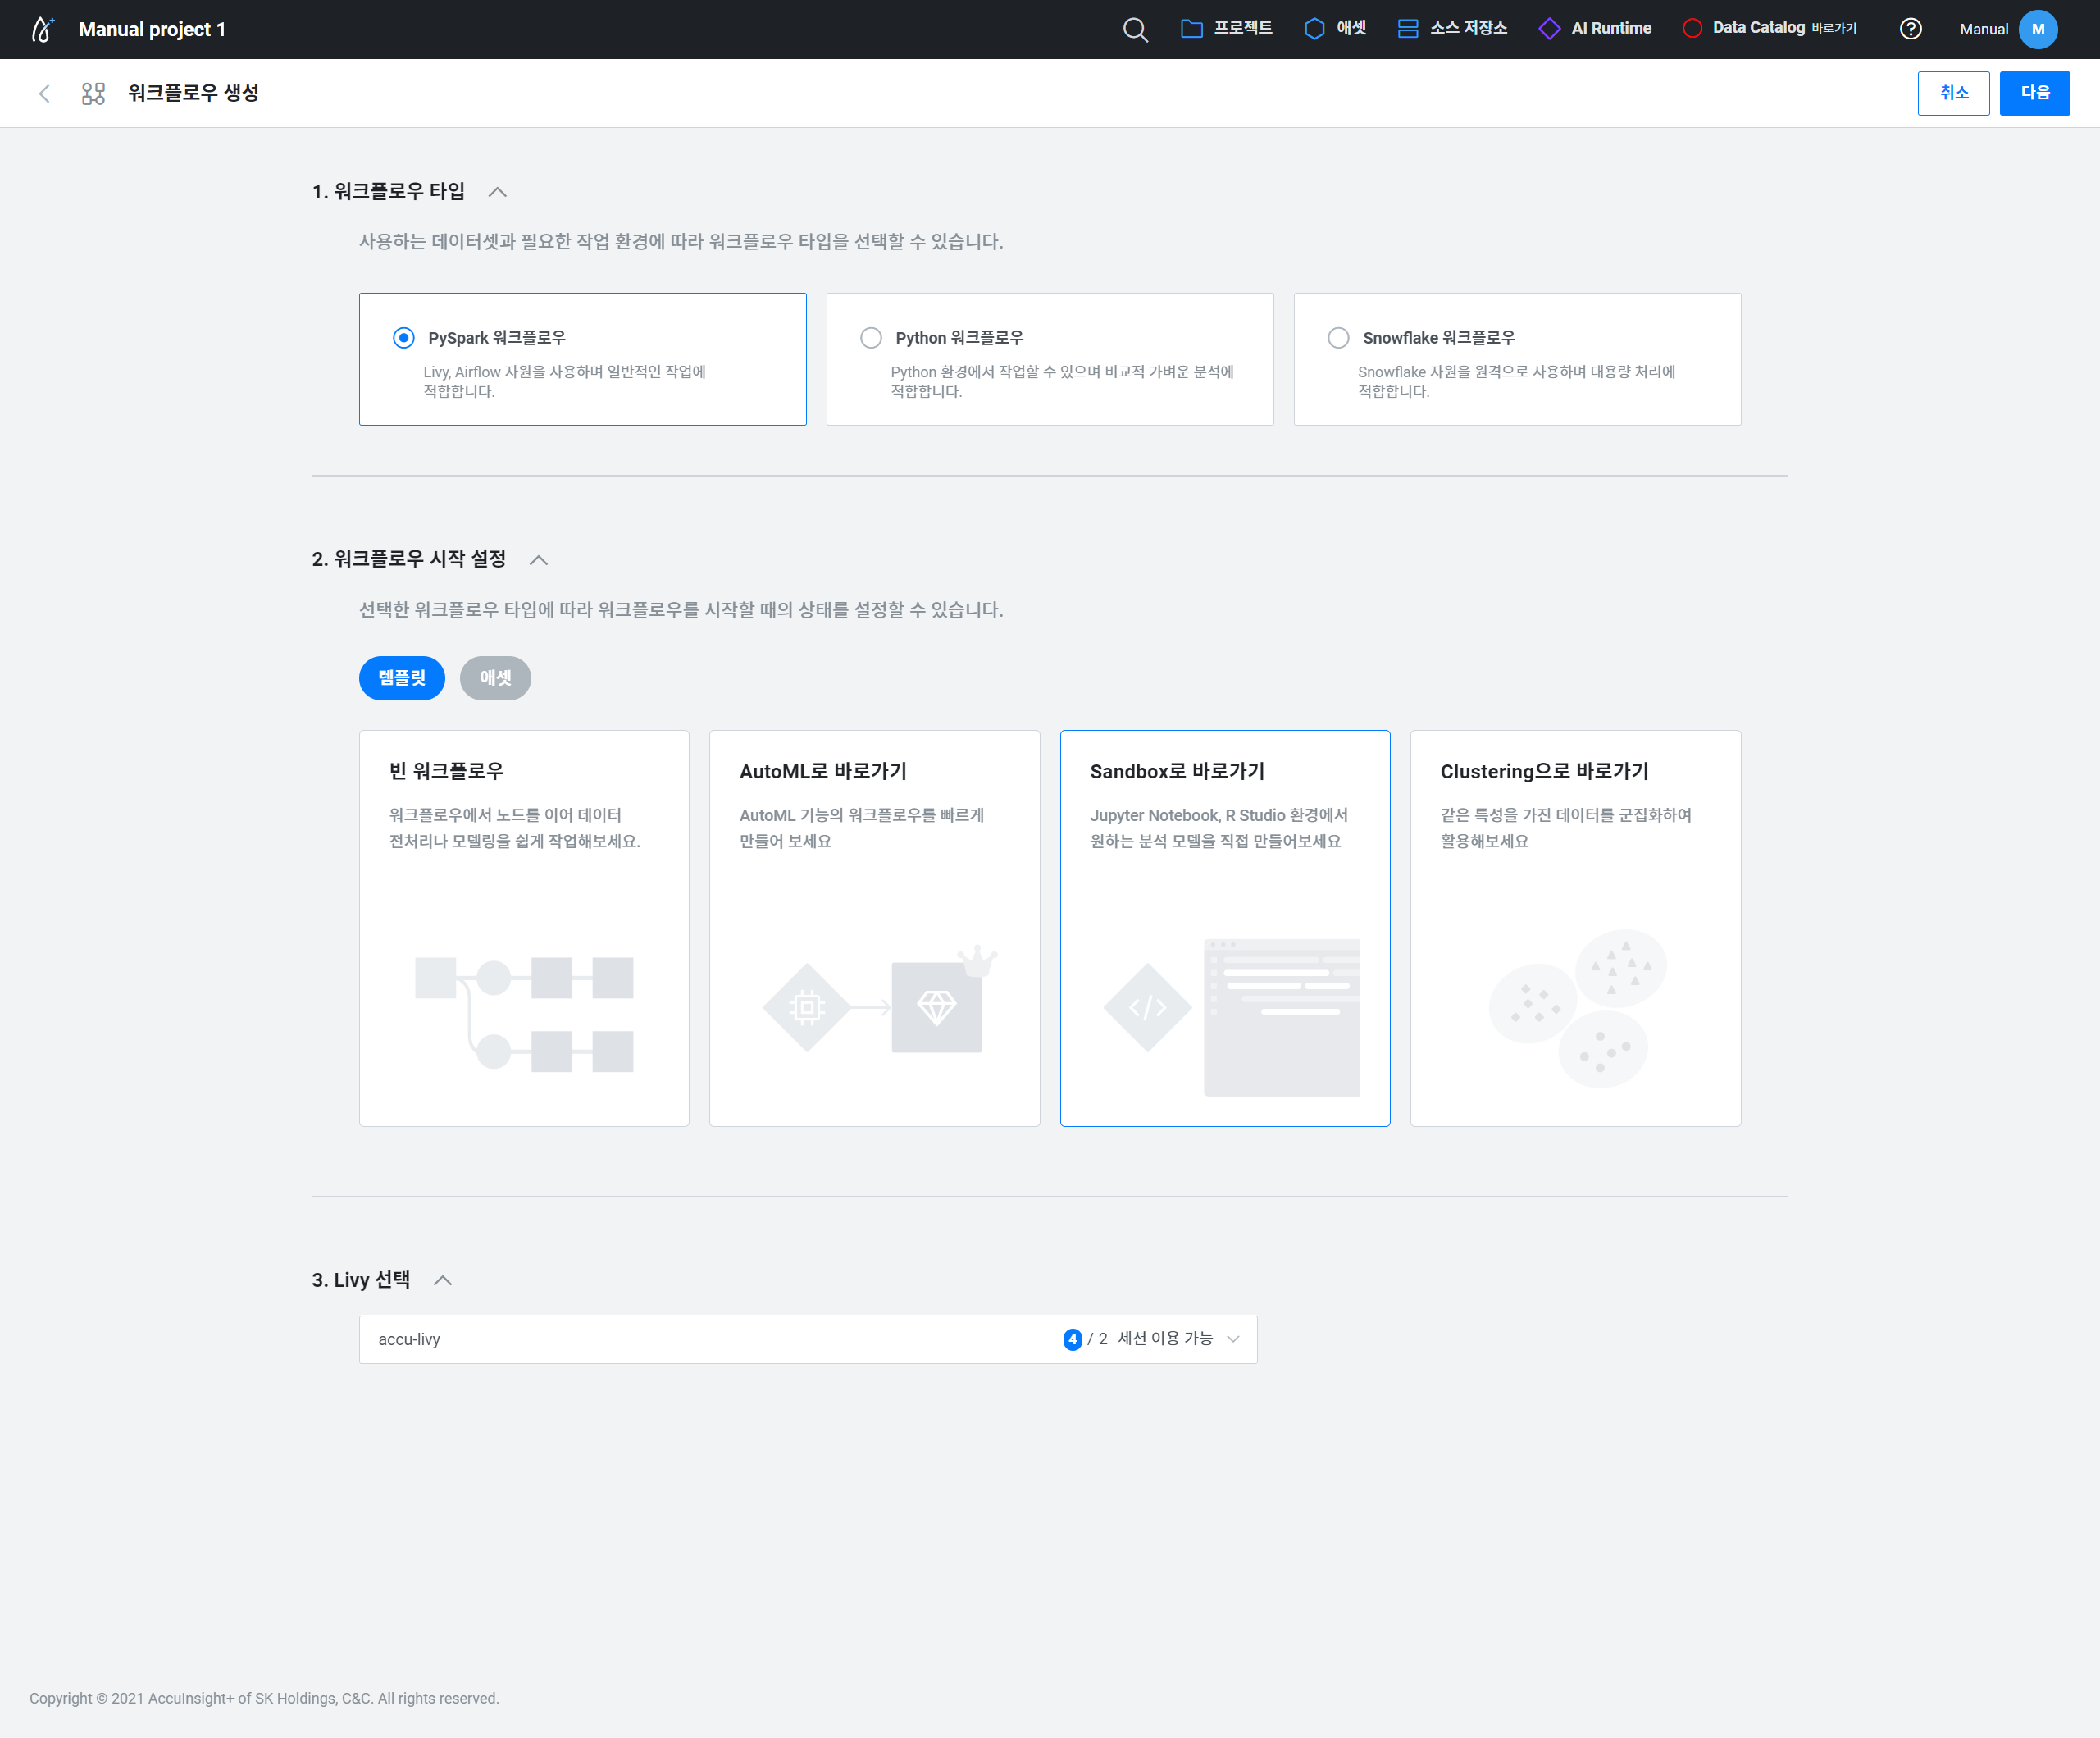 Manual project 1
프로젝트
애셋
소스 저장소
AI Runtime
Data Catalog 바로가기
Manual
M
워크플로우 생성
취소
다음
1. 워크플로우 타입
사용하는 데이터셋과 필요한 작업 환경에 따라 워크플로우 타입을 선택할 수 있습니다.
PySpark 워크플로우
Livy, Airflow 자원을 사용하며 일반적인 작업에
적합합니다.
Python 워크플로우
Python 환경에서 작업할 수 있으며 비교적 가벼운 분석에
적합합니다.
Snowflake 워크플로우
Snowflake 자원을 원격으로 사용하며 대용량 처리에
적합합니다.
2. 워크플로우 시작 설정
선택한 워크플로우 타입에 따라 워크플로우를 시작할 때의 상태를 설정할 수 있습니다.
템플릿
애셋
빈 워크플로우
워크플로우에서 노드를 이어 데이터
전처리나 모델링을 쉽게 작업해보세요.
AutoML로 바로가기
AutoML 기능의 워크플로우를 빠르게
만들어 보세요
Sandbox로 바로가기
Jupyter Notebook, R Studio 환경에서
원하는 분석 모델을 직접 만들어보세요
</>
Clustering으로 바로가기
같은 특성을 가진 데이터를 군집화하여
활용해보세요
3. Livy 선택
accu-livy
4 / 2 세션 이용 가능
Copyright © 2021 AccuInsight+ of SK Holdings, C&C. All rights reserved.